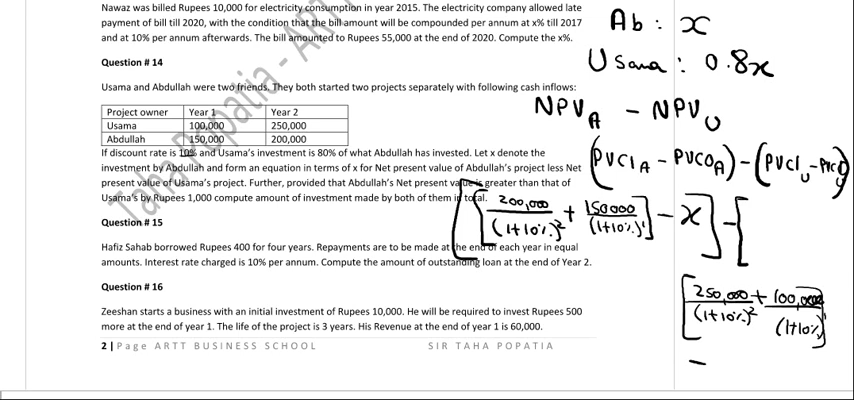 Nawaz was billed Rupees 10,000 for electricity consumption in year 2015. The electricity company allowed late
payment of bill till 2020, with the condition that the bill amount will be compounded per annum at x% till 2017
and at 10% per annum afterwards. The bill amounted to Rupees 55,000 at the end of 2020. Compute the x%.
Question # 14
Usama and Abdullah were two friends. They both started two projects separately with following cash inflows:
Project owner Year 1 Year 2
Usama 100,000 250,000
Abdullah 150,000 200,000
If discount rate is 10% and Usama's investment is 80% of what Abdullah has invested. Let x denote the
investment by Abdullah and form an equation in terms of x for Net present value of Abdullah's project less Net
present value of Usama's project. Further, provided that Abdullah's Net present value is greater than that of
Usama's by Rupees 1,000 compute amount of investment made by both of them in total.
Question # 15
Hafiz Sahab borrowed Rupees 400 for four years. Repayments are to be made at the end of each year in equal
amounts. Interest rate charged is 10% per annum. Compute the amount of outstanding loan at the end of Year 2.
Question # 16
Zeeshan starts a business with an initial investment of Rupees 10,000. He will be required to invest Rupees 500
more at the end of year 1. The life of the project is 3 years. His Revenue at the end of year 1 is 60,000.
2 | Page ARTT BUSINESS SCHOOL SIR TAHA POPATIA
Taha Popatia - ART
Ab : x
Usama : 0.8x
NPV A - NPV U
(PVCI A - PVCO A) - (PVCI U - PVCO U)
[[200,000/(1+10%)² + 150000/(1+10%)¹] - x] - [
[250,000/(1+10%)² + 100,000/(1+10%)¹]
-